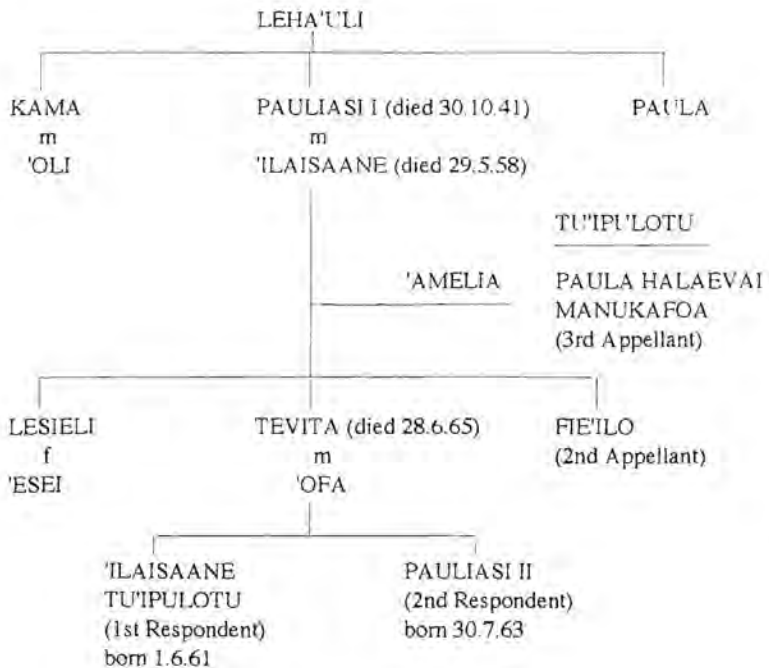 LEHA'ULI
KAMA PAULIASI I (died 30.10.41) PAULA
m m
'OLI 'ILAISAANE (died 29.5.58)
TU'IPU'LOTU
'AMELIA PAULA HALAEVAI
MANUKAFOA
(3rd Appellant)
LESIELI TEVITA (died 28.6.65) FIE'ILO
f m (2nd Appellant)
'ESEI 'OFA
'ILAISAANE PAULIASI II
TU'IPULOTU (2nd Respondent)
(1st Respondent) born 30.7.63
born 1.6.61